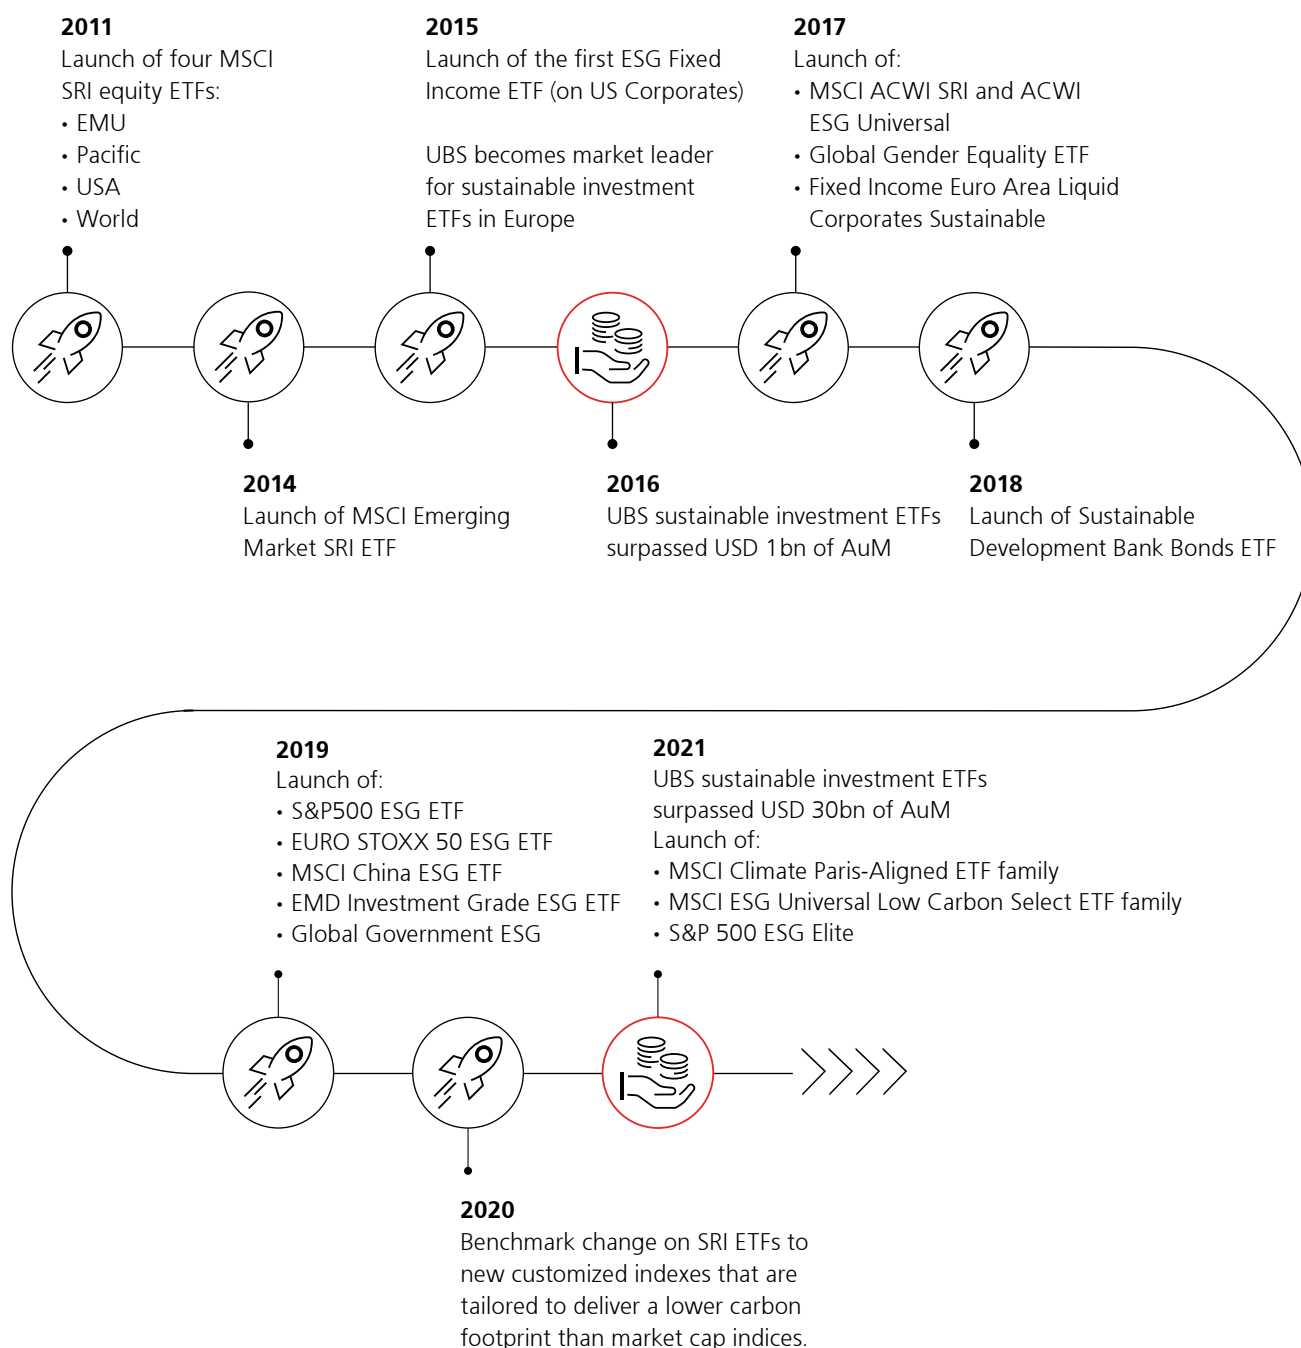 2011
Launch of four MSCI
SRI equity ETFs:
• EMU
• Pacific
• USA
• World
2015
Launch of the first ESG Fixed
Income ETF (on US Corporates)
UBS becomes market leader
for sustainable investment
ETFs in Europe
2017
Launch of:
• MSCI ACWI SRI and ACWI
ESG Universal
• Global Gender Equality ETF
• Fixed Income Euro Area Liquid
Corporates Sustainable
2014
Launch of MSCI Emerging
Market SRI ETF
2016
UBS sustainable investment ETFs
surpassed USD 1bn of AuM
2018
Launch of Sustainable
Development Bank Bonds ETF
2019
Launch of:
• S&P500 ESG ETF
• EURO STOXX 50 ESG ETF
• MSCI China ESG ETF
• EMD Investment Grade ESG ETF
• Global Government ESG
2021
UBS sustainable investment ETFs
surpassed USD 30bn of AuM
Launch of:
• MSCI Climate Paris-Aligned ETF family
• MSCI ESG Universal Low Carbon Select ETF family
• S&P 500 ESG Elite
2020
Benchmark change on SRI ETFs to
new customized indexes that are
tailored to deliver a lower carbon
footprint than market cap indices.